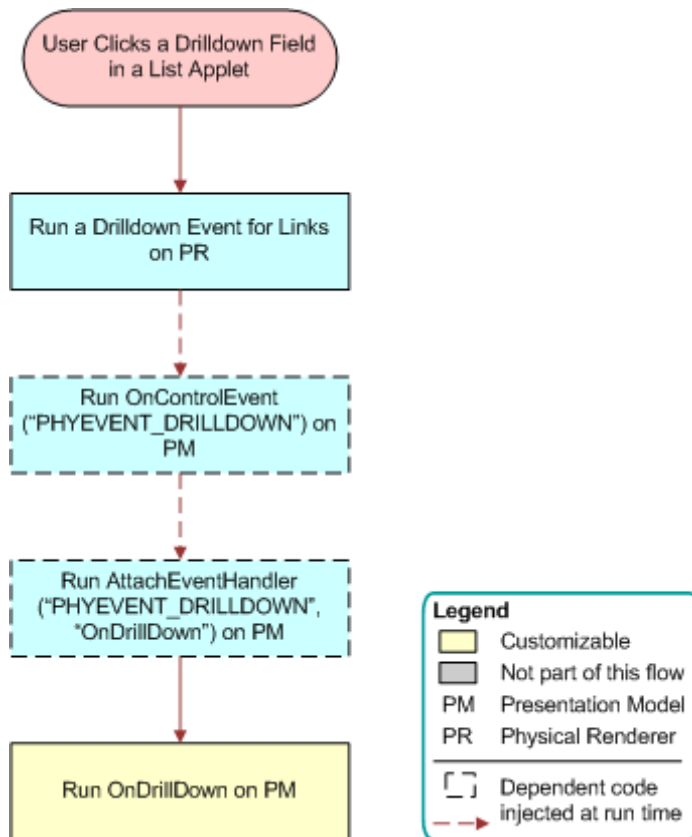 User Clicks a Drilldown Field
in a List Applet
Run a Drilldown Event for Links
on PR
Run OnControlEvent
(“PHYEVENT_DRILLDOWN”) on
PM
Run AttachEventHandler
(“PHYEVENT_DRILLDOWN”,
“OnDrillDown”) on PM
Run OnDrillDown on PM
Legend
Customizable
Not part of this flow
PM Presentation Model
PR Physical Renderer
Dependent code
injected at run time